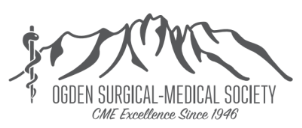 OGDEN SURGICAL-MEDICAL SOCIETY
CME Excellence Since 1946